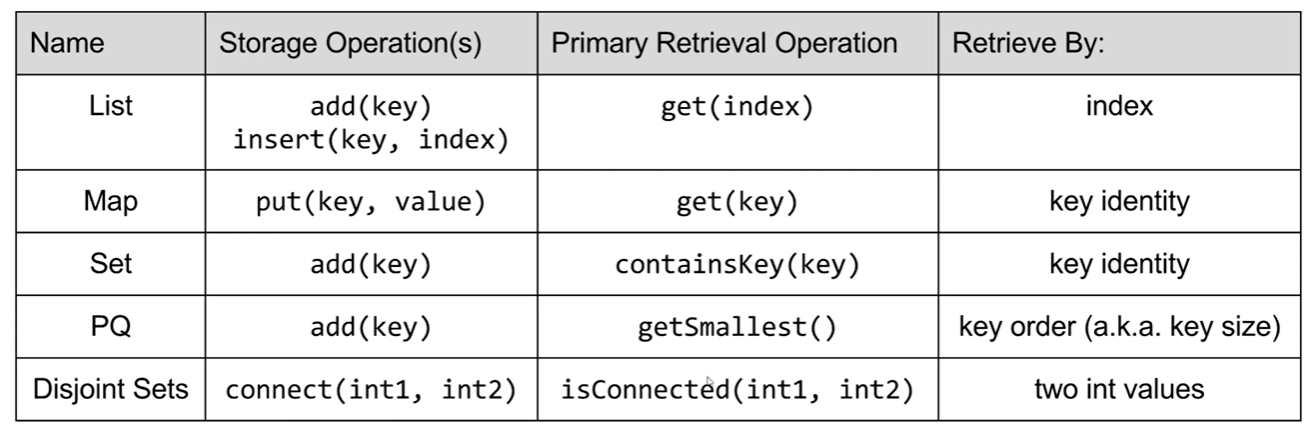 Name Storage Operation(s) Primary Retrieval Operation Retrieve By:
List add(key) get(index) index
insert(key, index)
Map put(key, value) get(key) key identity
Set add(key) containsKey(key) key identity
PQ add(key) getSmallest() key order (a.k.a. key size)
Disjoint Sets connect(int1, int2) isConnected(int1, int2) two int values